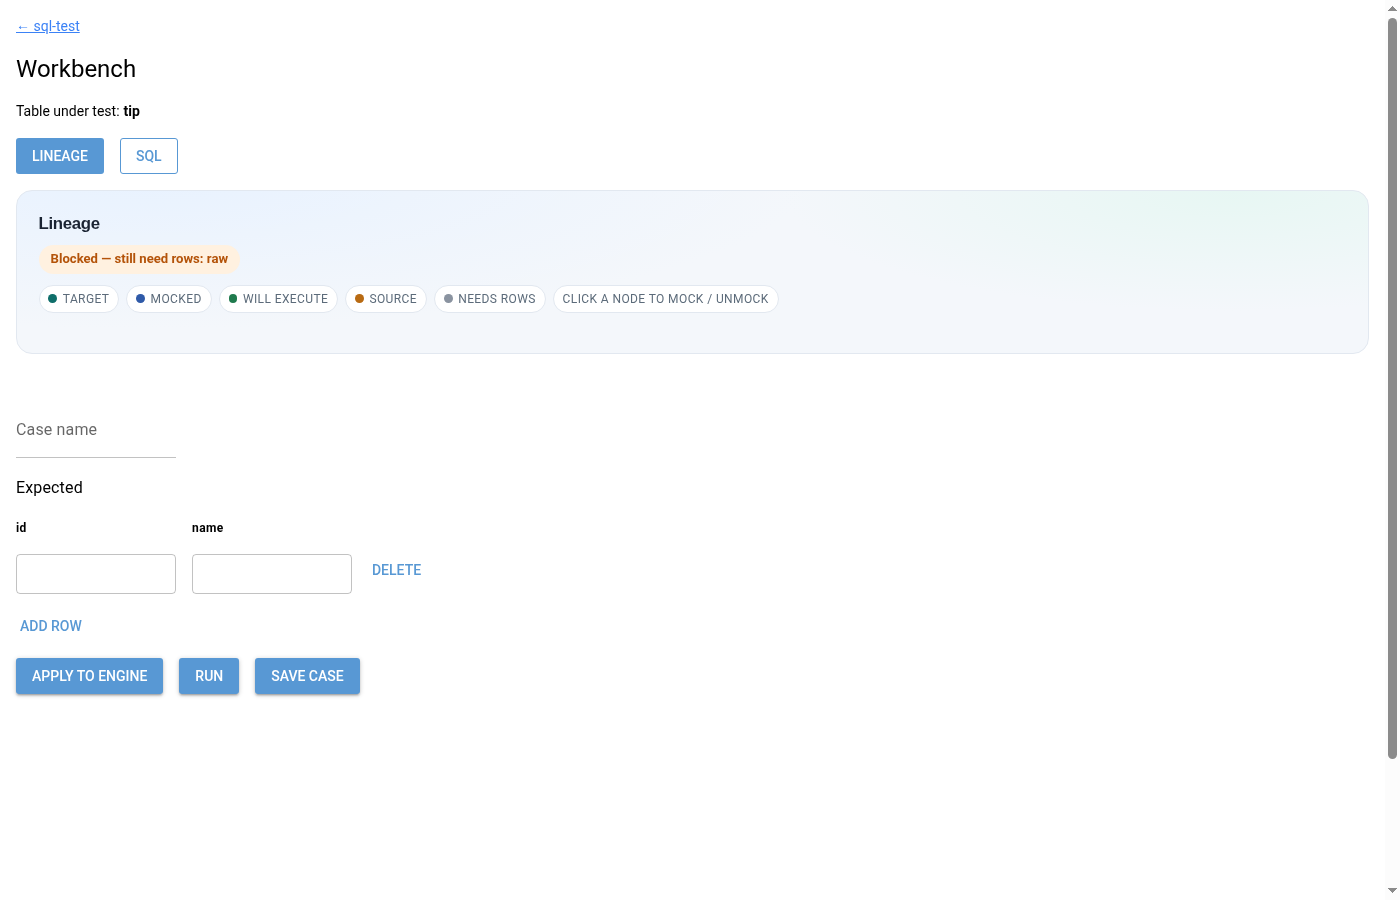 ← sql-test
Workbench
Table under test: tip
LINEAGE SQL
Lineage
Blocked — still need rows: raw
TARGET MOCKED WILL EXECUTE SOURCE NEEDS ROWS CLICK A NODE TO MOCK / UNMOCK
Case name
Expected
id name
DELETE
ADD ROW
APPLY TO ENGINE RUN SAVE CASE